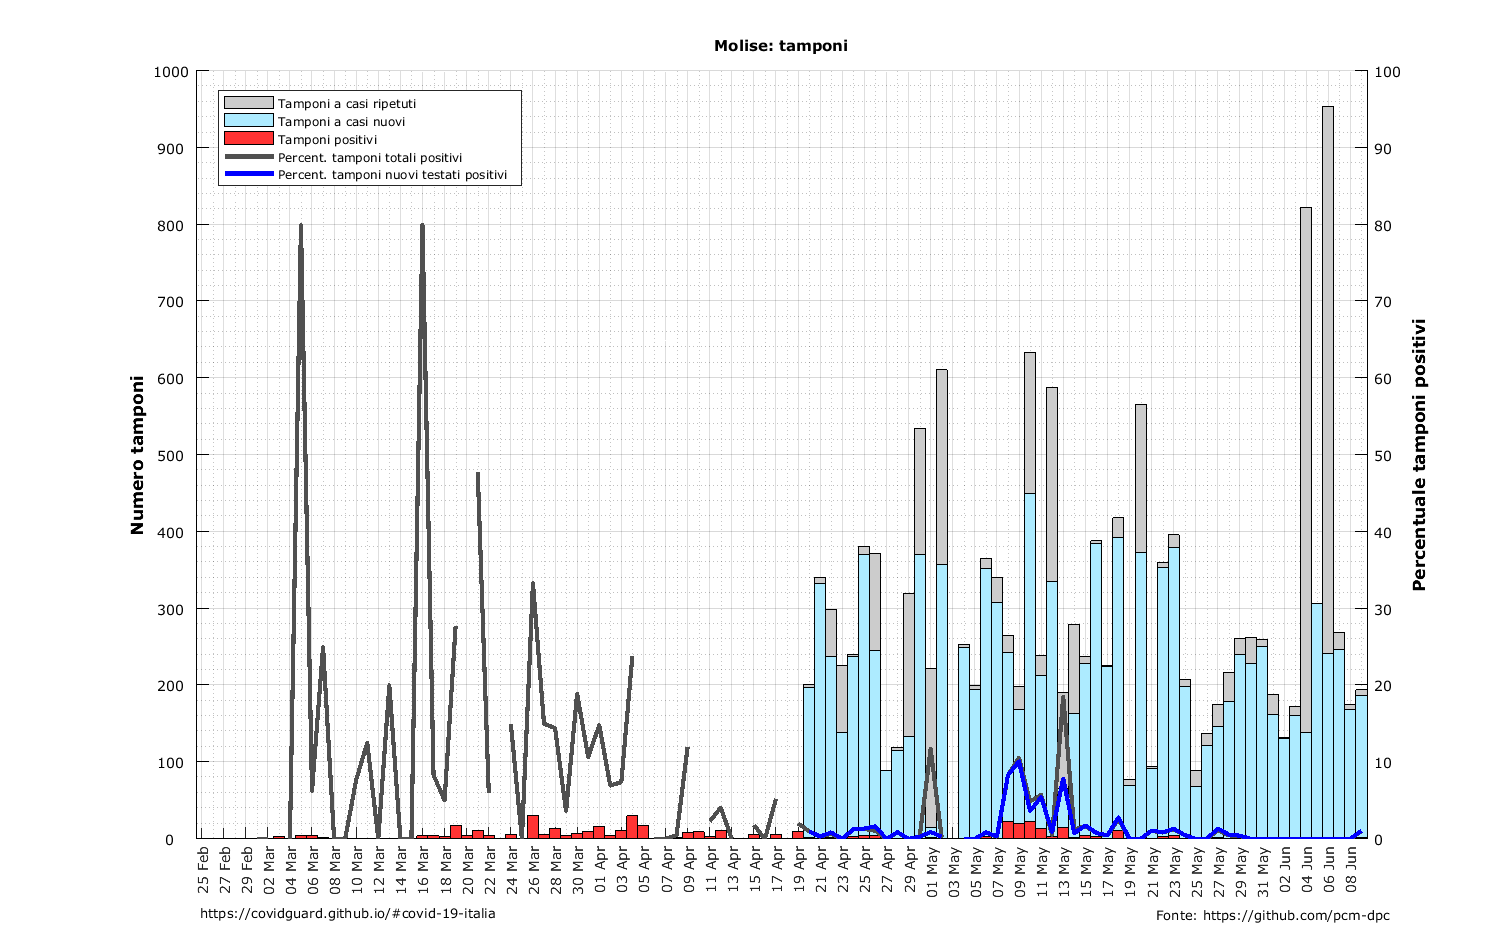 Molise: tamponi
Tamponi a casi ripetuti
Tamponi a casi nuovi
Tamponi positivi
Percent. tamponi totali positivi
Percent. tamponi nuovi testati positivi
Numero tamponi
1000
900
800
700
600
500
400
300
200
100
0
100
90
80
70
60
50
40
30
20
10
0
Percentuale tamponi positivi
25 Feb
27 Feb
29 Feb
02 Mar
04 Mar
06 Mar
08 Mar
10 Mar
12 Mar
14 Mar
16 Mar
18 Mar
20 Mar
22 Mar
24 Mar
26 Mar
28 Mar
30 Mar
01 Apr
03 Apr
05 Apr
07 Apr
09 Apr
11 Apr
13 Apr
15 Apr
17 Apr
19 Apr
21 Apr
23 Apr
25 Apr
27 Apr
29 Apr
01 May
03 May
05 May
07 May
09 May
11 May
13 May
15 May
17 May
19 May
21 May
23 May
25 May
27 May
29 May
31 May
02 Jun
04 Jun
06 Jun
08 Jun
https://covidguard.github.io/#covid-19-italia
Fonte: https://github.com/pcm-dpc